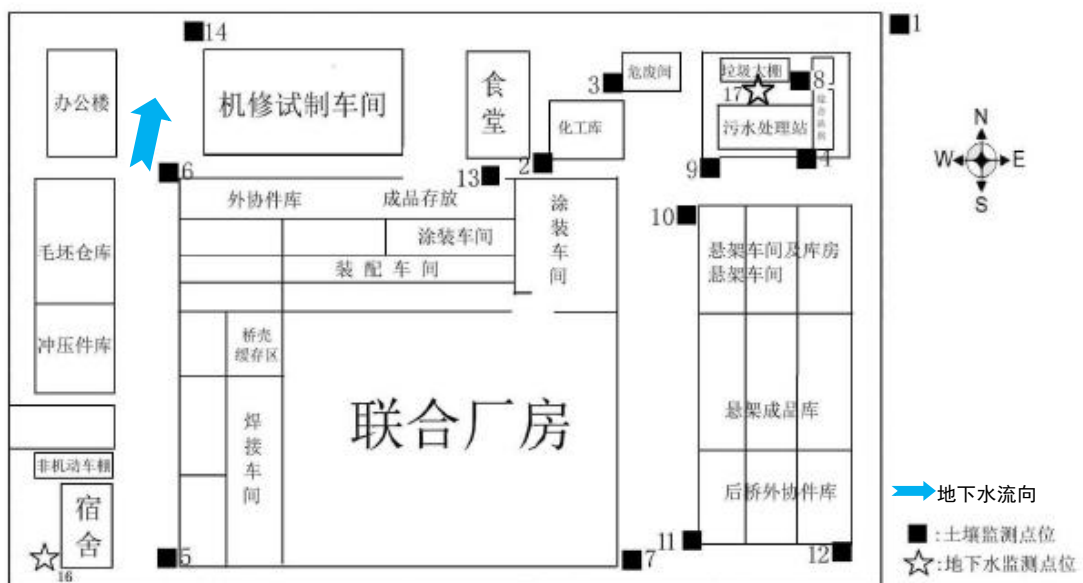 14
1
办公楼
机修试制车间
食堂
3
危废间
垃圾大棚
8
17
化工库
污水处理站
4
N
W
E
S
6
13
2
9
外协件库
成品存放
涂装车间
10
毛坯仓库
涂装车间
装配车间
悬架车间及库房
悬架车间
冲压件库
桥壳
缓存区
联合厂房
焊接车间
悬架成品库
非机动车棚
宿舍
后桥外协件库
地下水流向
16
5
7
11
12
:土壤监测点位
:地下水监测点位